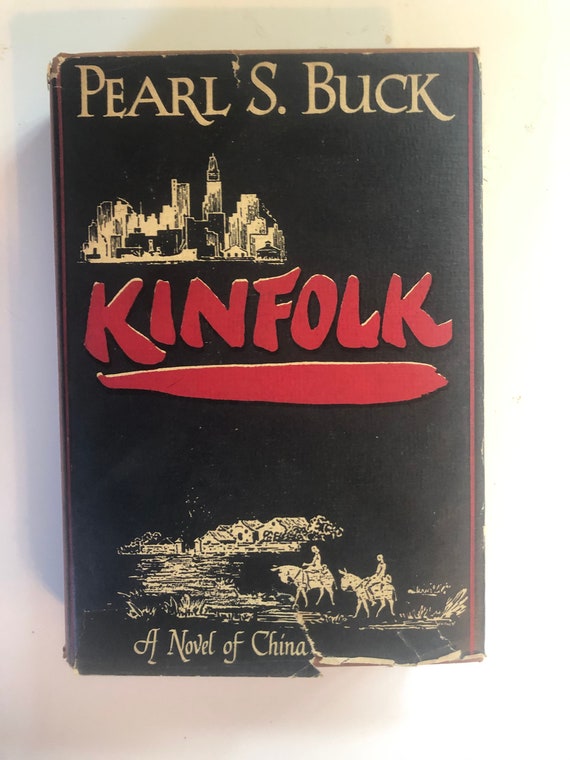 PEARL S. BUCK
KINFOLK
A Novel of China